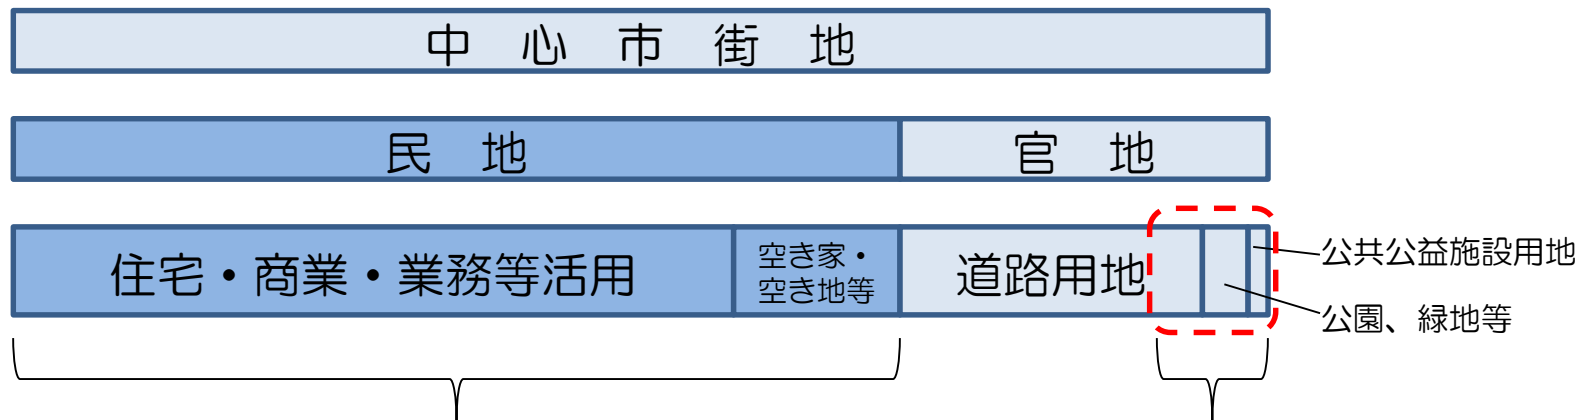 中 心 市 街 地
民 地
官 地
住宅・商業・業務等活用
空き家・
空き地等
道路用地
公共公益施設用地
公園、緑地等